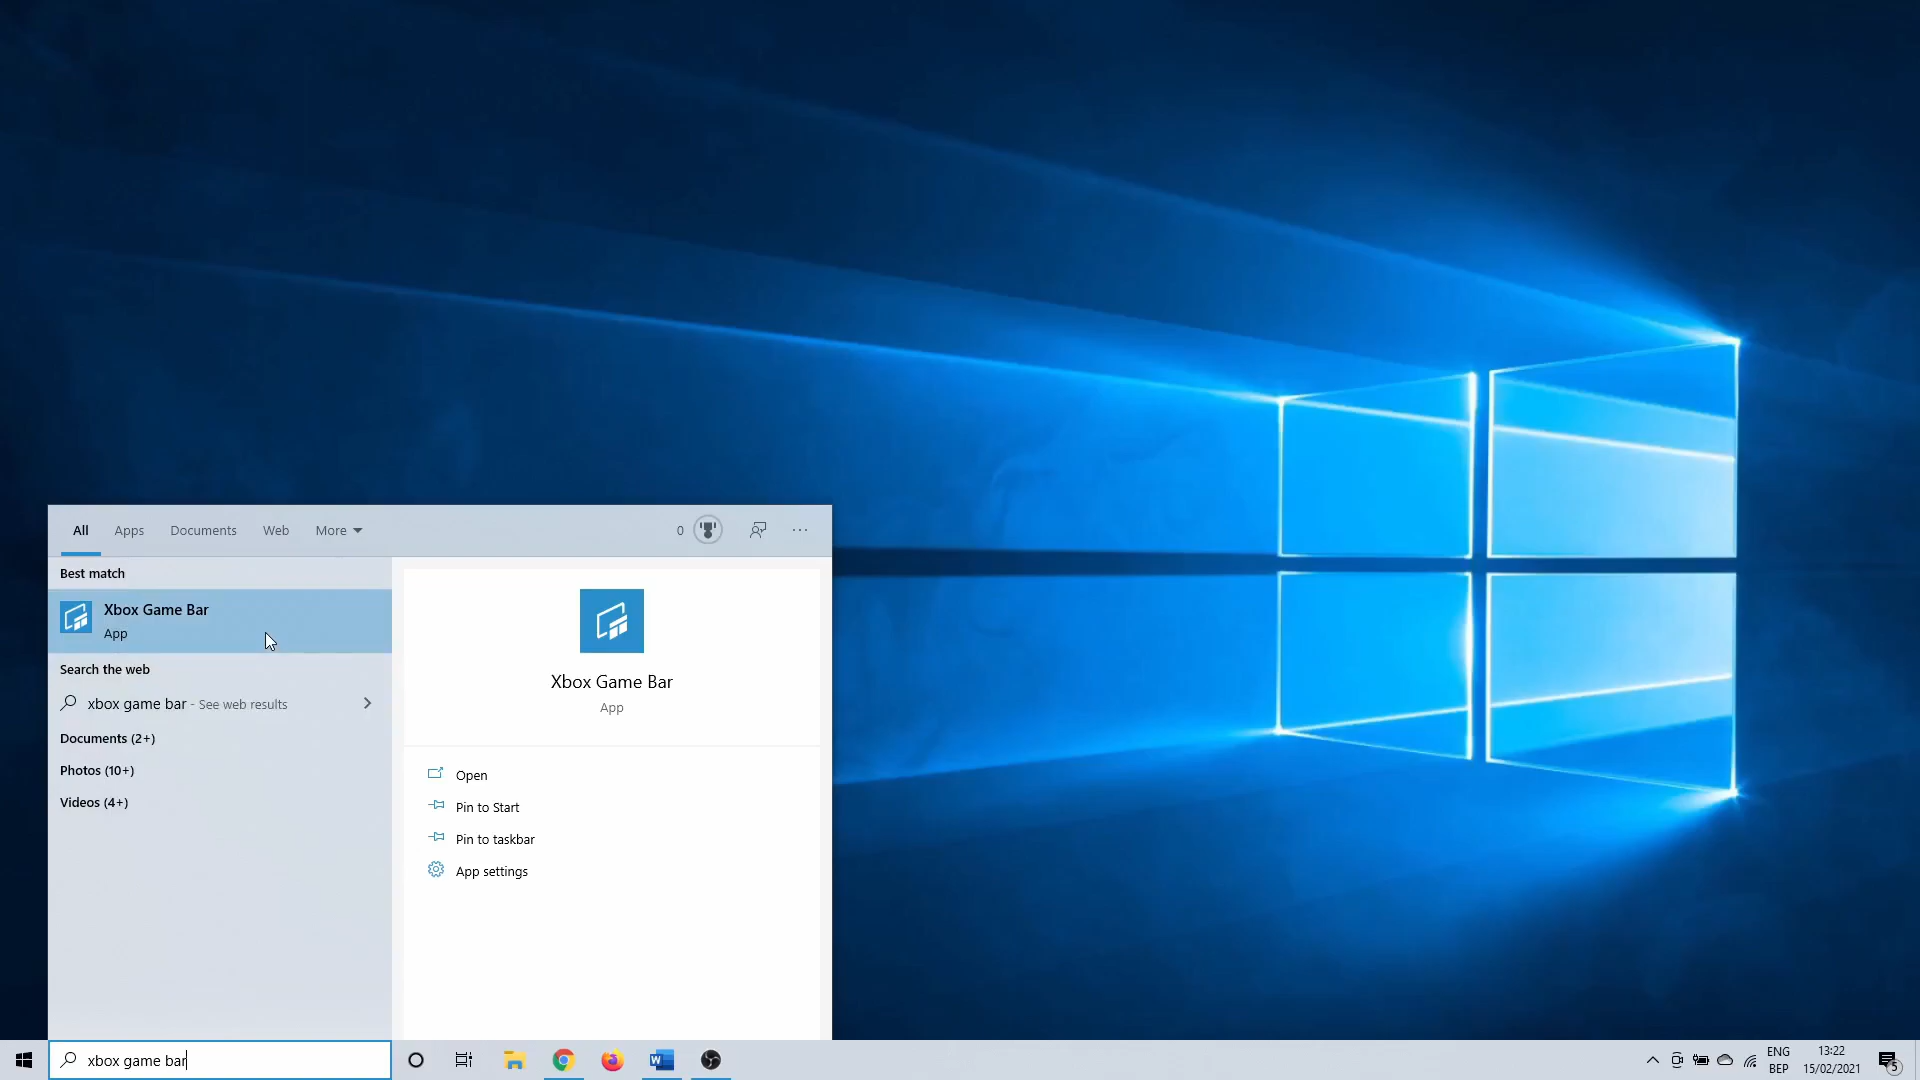 All
Apps
Documents
Web
More
0
Best match
Xbox Game Bar
App
Search the web
xbox game bar - See web results
Documents (2+)
Photos (10+)
Videos (4+)
Xbox Game Bar
App
Open
Pin to Start
Pin to taskbar
App settings
xbox game bar
ENG
BEP
13:22
15/02/2021
5